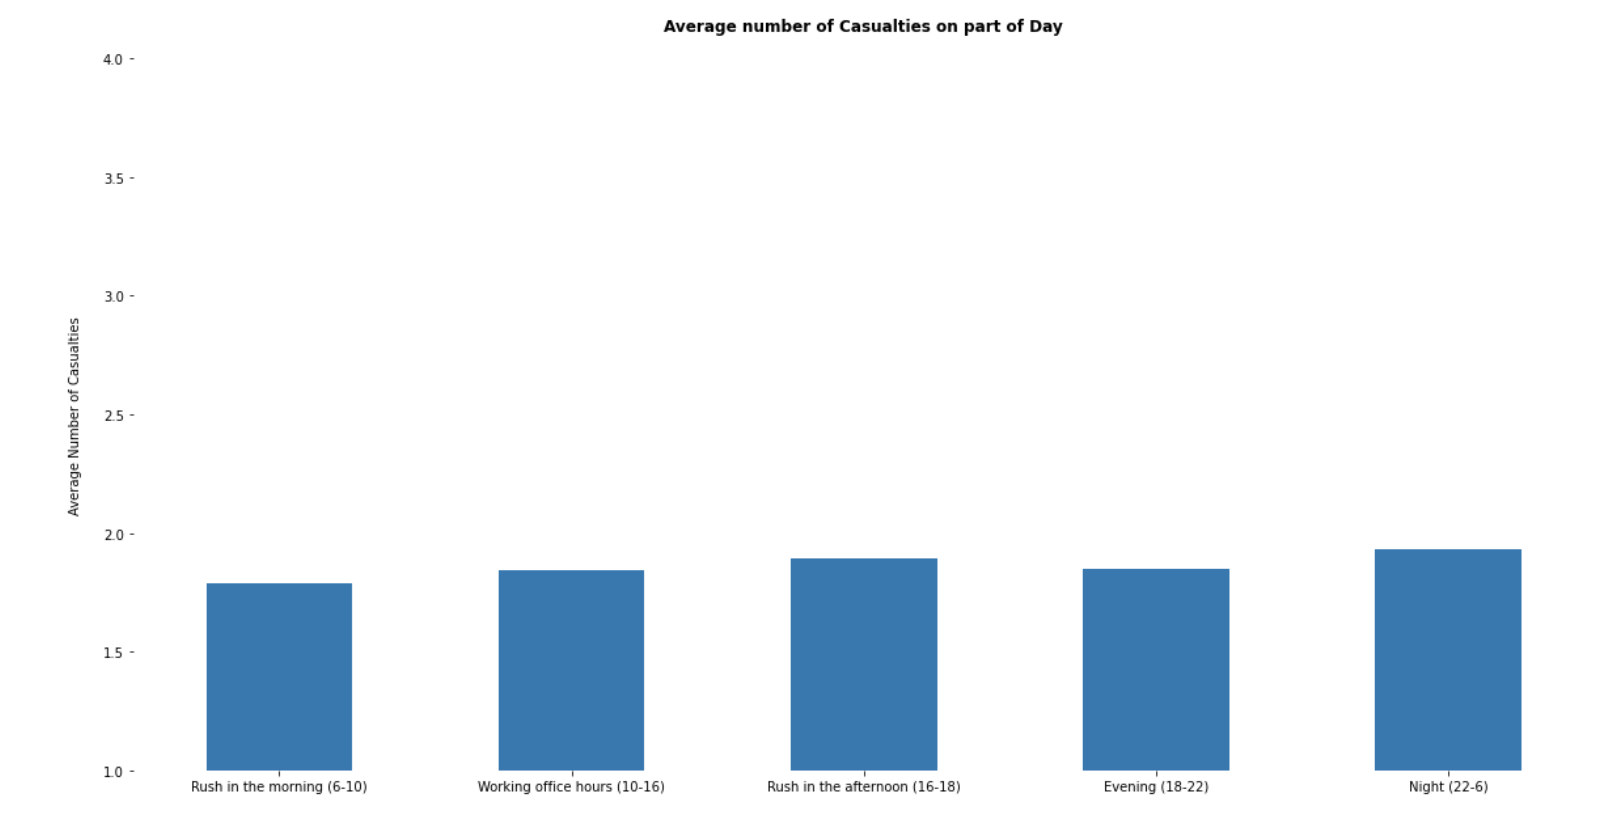 Average number of Casualties on part of Day
4.0
3.5
3.0
2.5
2.0
1.5
1.0
Average Number of Casualties
Rush in the morning (6-10)
Working office hours (10-16)
Rush in the afternoon (16-18)
Evening (18-22)
Night (22-6)